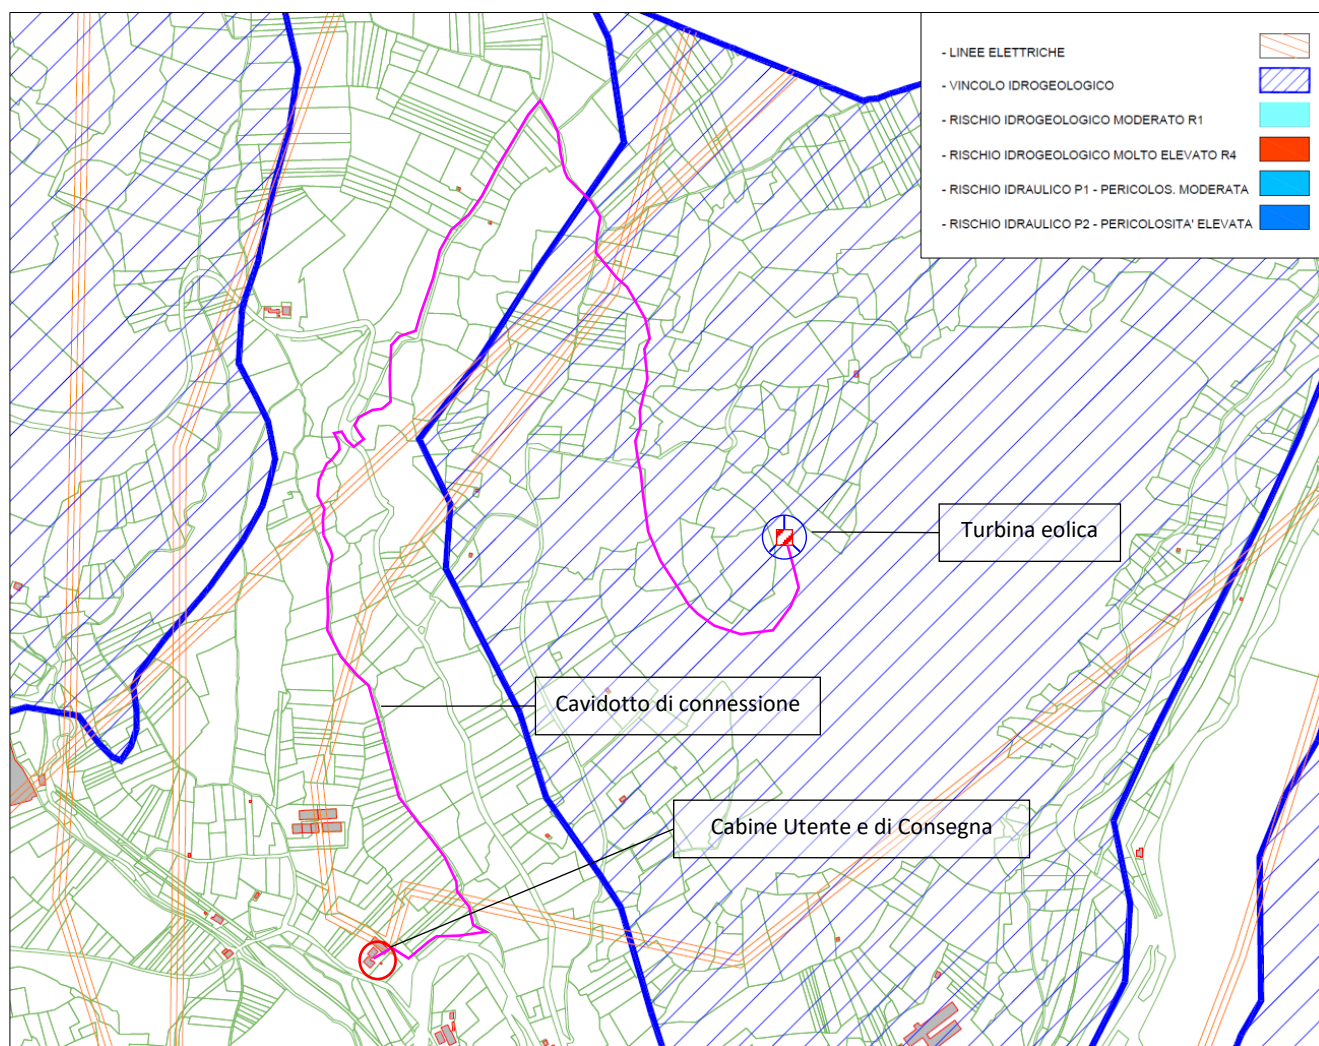 - LINEE ELETTRICHE
- VINCOLO IDROGEOLOGICO
- RISCHIO IDROGEOLOGICO MODERATO R1
- RISCHIO IDROGEOLOGICO MOLTO ELEVATO R4
- RISCHIO IDRAULICO P1 - PERICOLOS. MODERATA
- RISCHIO IDRAULICO P2 - PERICOLOSITA' ELEVATA
Turbina eolica
Cavidotto di connessione
Cabine Utente e di Consegna